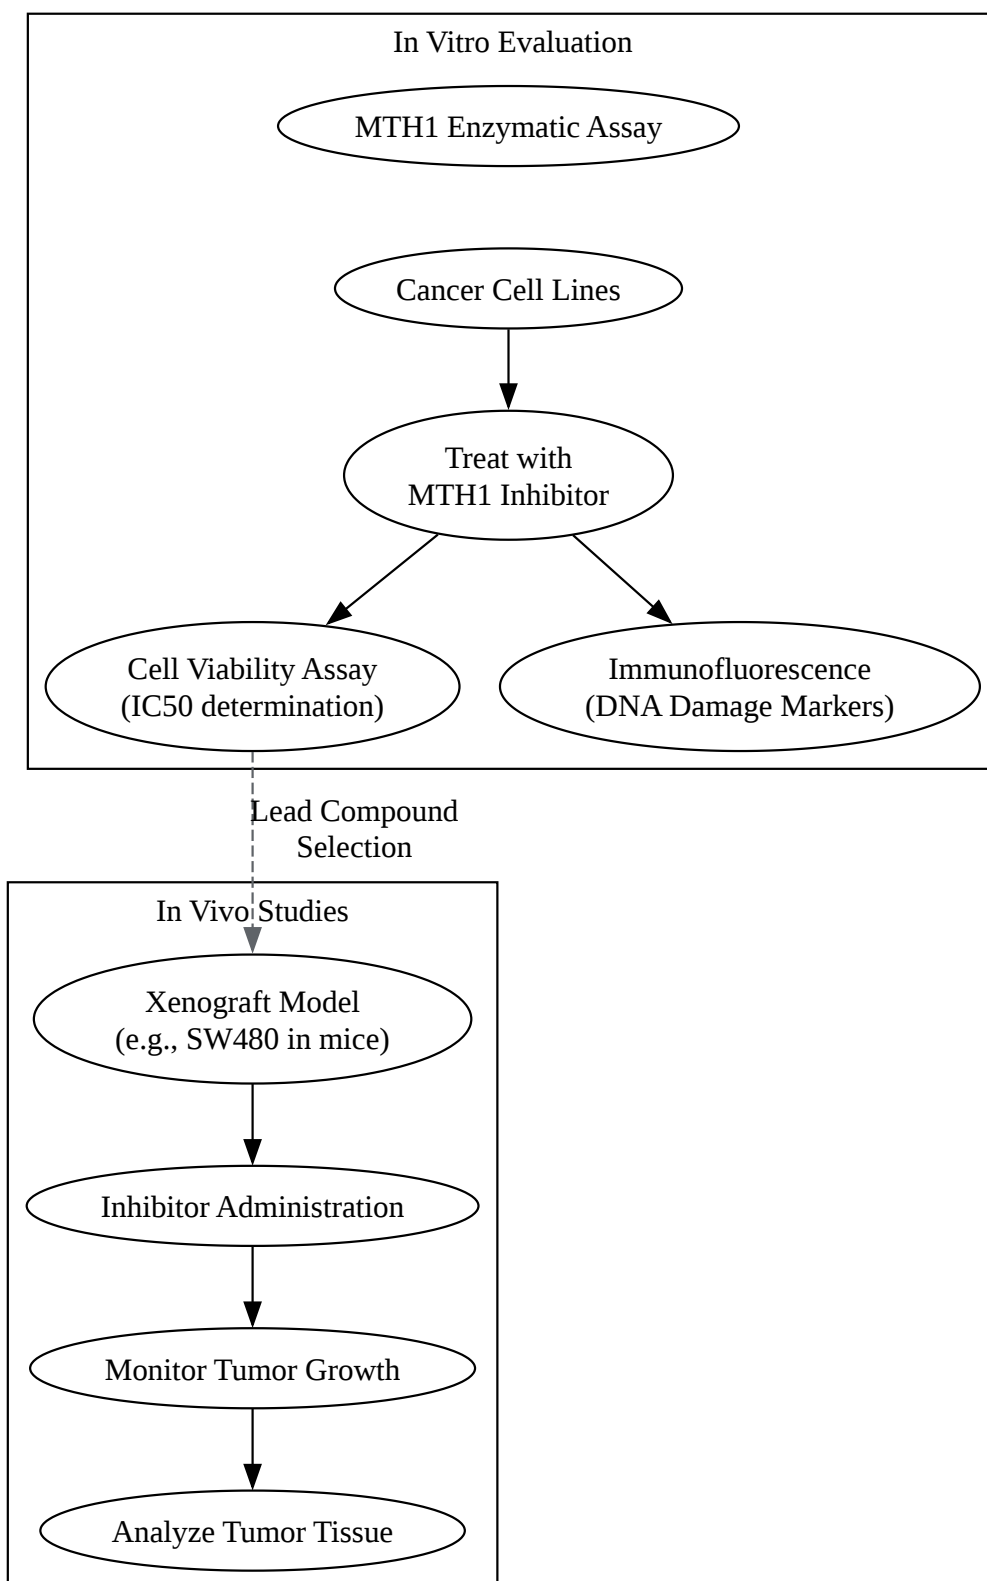 In Vitro Evaluation
MTH1 Enzymatic Assay
Cancer Cell Lines
Treat with
MTH1 Inhibitor
Cell Viability Assay
(IC50 determination)
Immunofluorescence
(DNA Damage Markers)
Lead Compound
Selection
In Vivo Studies
Xenograft Model
(e.g., SW480 in mice)
Inhibitor Administration
Monitor Tumor Growth
Analyze Tumor Tissue